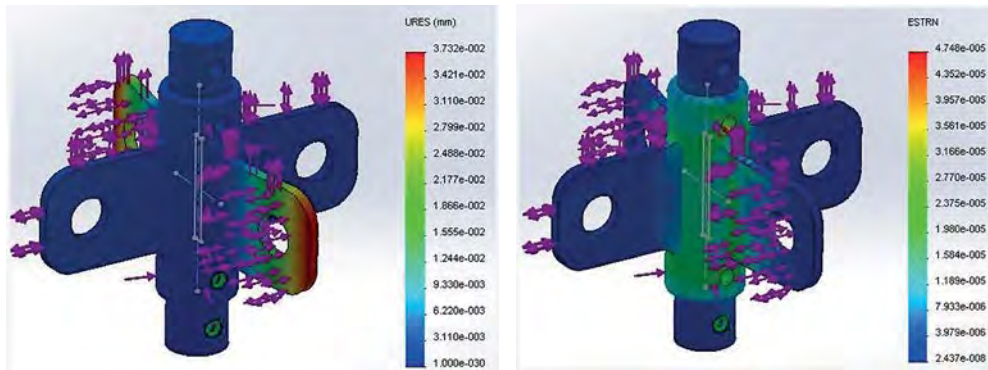 URES (mm)
3.732e-002
3.421e-002
3.110e-002
2.799e-002
2.488e-002
2.177e-002
1.866e-002
1.555e-002
1.244e-002
9.330e-003
6.220e-003
3.110e-003
1.000e-030
ESTRN
4.748e-005
4.352e-005
3.957e-005
3.561e-005
3.166e-005
2.770e-005
2.375e-005
1.980e-005
1.584e-005
1.189e-005
7.933e-006
3.979e-006
2.437e-008